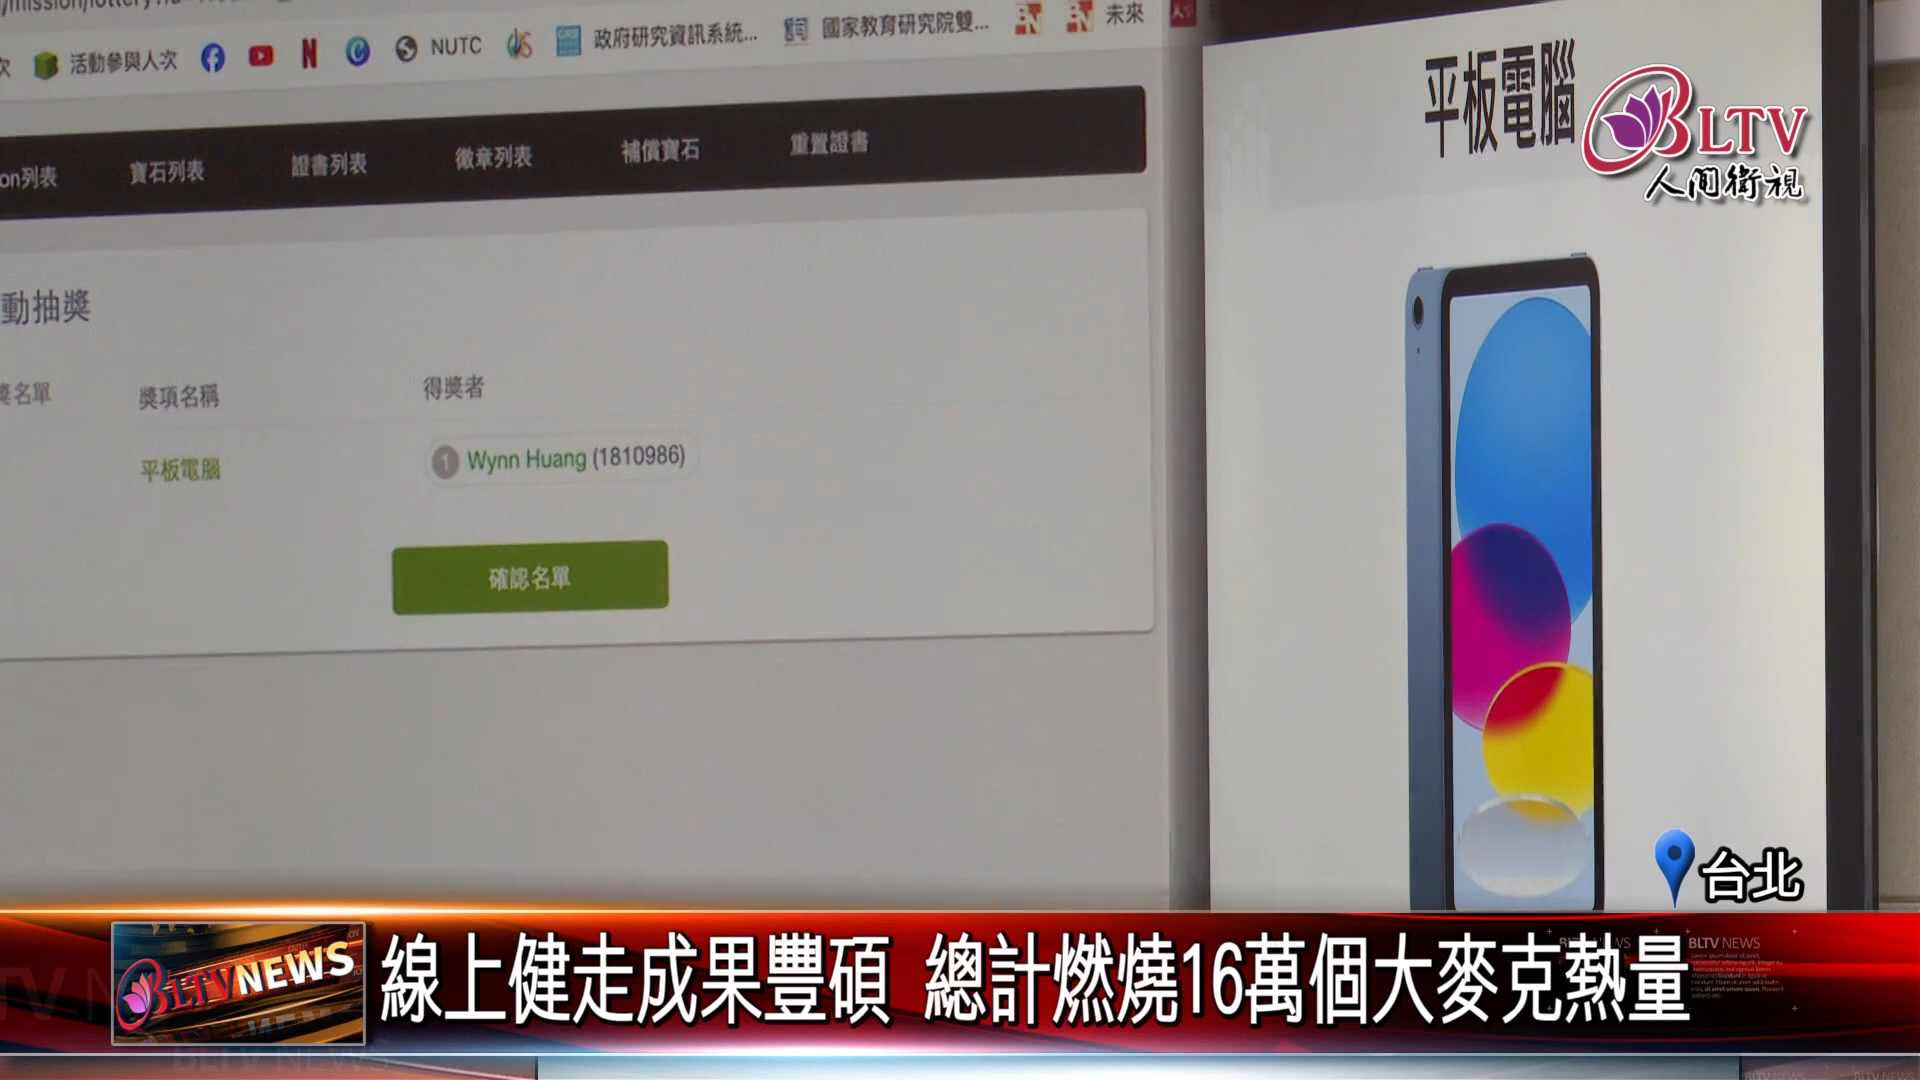 活動參與人次 NUTC 政府研究資訊系統... 國家教育研究院雙... 未來
on列表 寶石列表 證書列表 徽章列表 補償寶石 重置證書
動抽獎
獎名單 獎項名稱 得獎者
平板電腦 1 Wynn Huang (1810986)
確認名單
平板電腦
BLTV
人間衛視
台北
BLTV NEWS
線上健走成果豐碩 總計燃燒16萬個大麥克熱量
BLTV NEWS